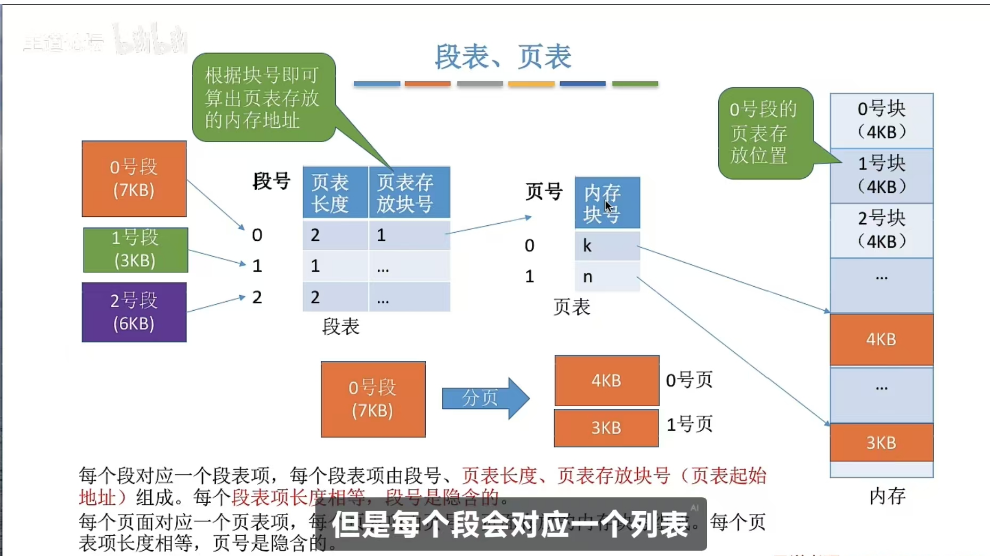 bilibili
段表、页表
根据块号即可
算出页表存放
的内存地址
0号段的
页表存
放位置
0号块
(4KB)
1号块
(4KB)
2号块
(4KB)
...
4KB
...
3KB
内存
0号段
(7KB)
1号段
(3KB)
2号段
(6KB)
段号 页表长度 页表存放块号
0 2 1
1 1 ...
2 2 ...
段表
页号 内存块号
0 k
1 n
页表
0号段
(7KB)
分页
4KB 0号页
3KB 1号页
每个段对应一个段表项，每个段表项由段号、页表长度、页表存放块号（页表起始
地址）组成。每个段表项长度相等，段号是隐含的。
每个页面对应一个页表项，每个页
表项长度相等，页号是隐含的。
但是每个段会对应一个列表
AI